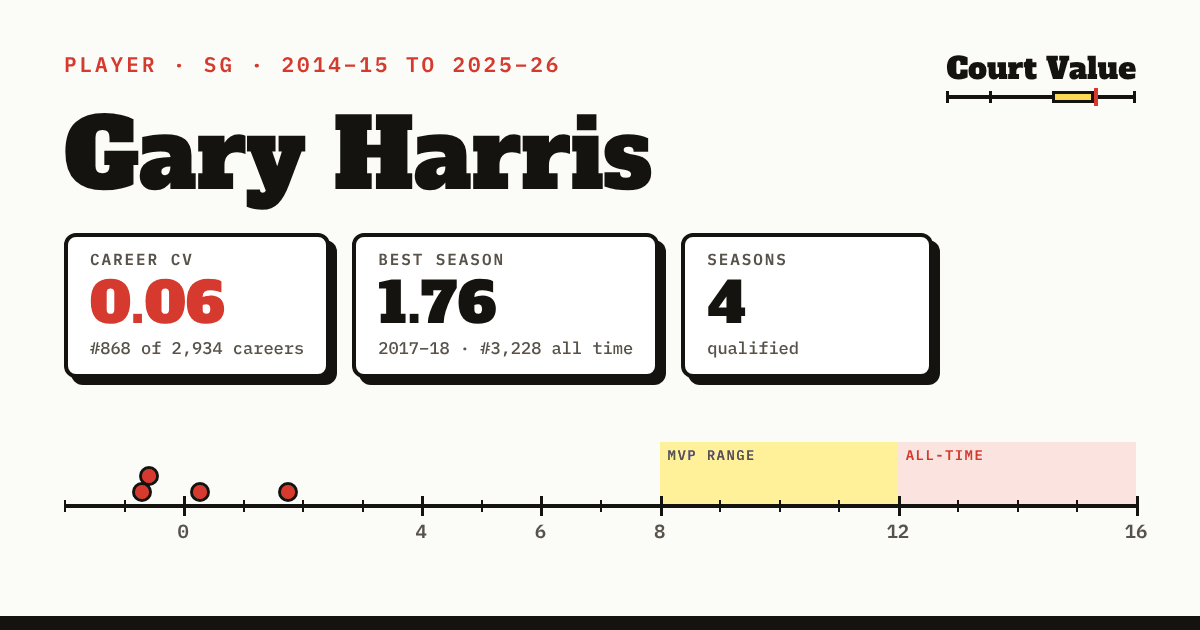 PLAYER · SG · 2014–15 TO 2025–26
Court Value
Gary Harris
CAREER CV
0.06
#868 of 2,934 careers
BEST SEASON
1.76
2017–18 · #3,228 all time
SEASONS
4
qualified
MVP RANGE
ALL-TIME
0 4 6 8 12 16